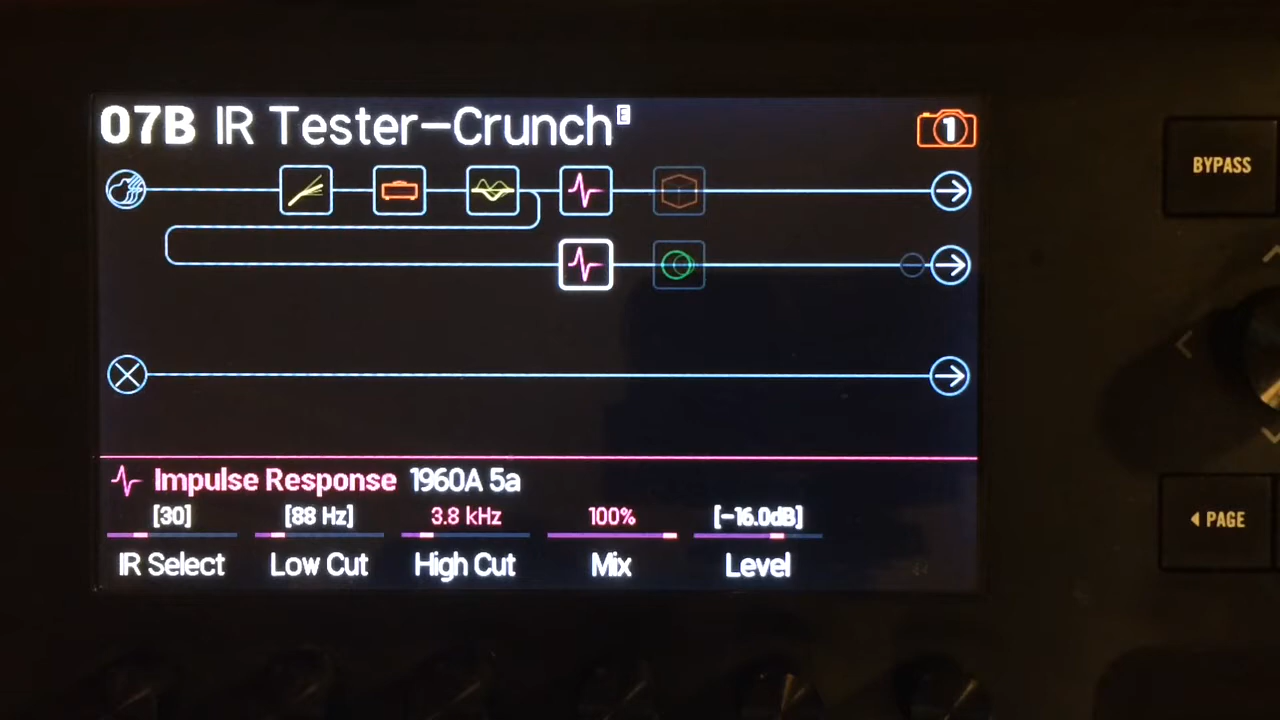 07B IR Tester-Crunch E
1
BYPASS
Impulse Response 1960A 5a
[30] [88 Hz] 3.8 kHz 100% [-16.0dB]
IR Select Low Cut High Cut Mix Level
PAGE